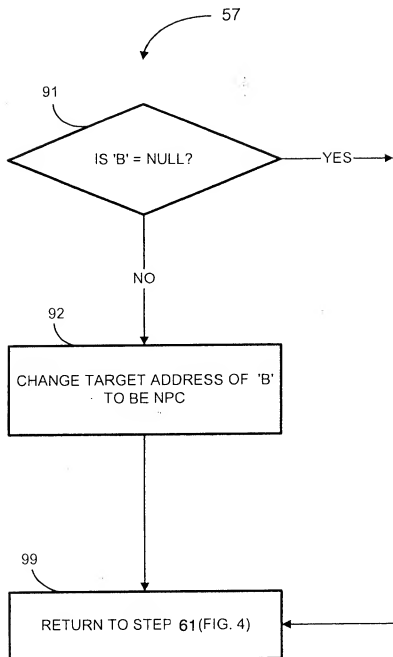 57
91
IS 'B' = NULL?
YES
NO
92
CHANGE TARGET ADDRESS OF 'B'
TO BE NPC
99
RETURN TO STEP 61(FIG. 4)